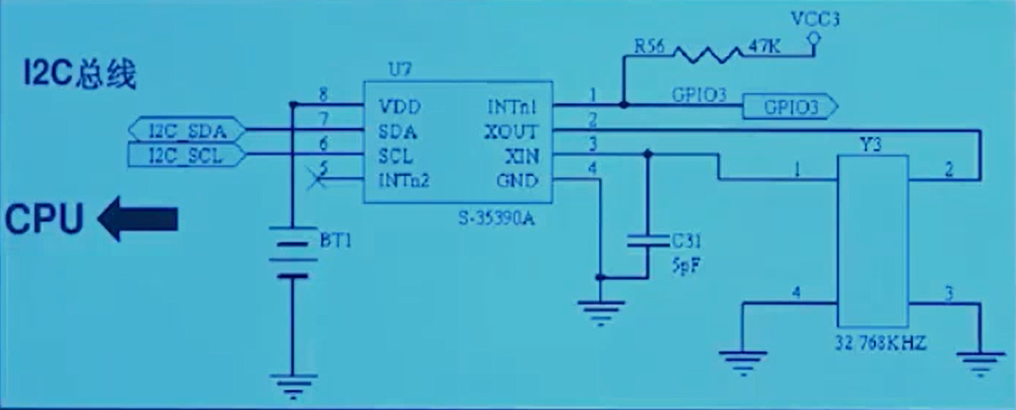 VCC3
R56 47K
I2C总线
U7
8 VDD INTn1 1 GPIO3 GPIO3
I2C_SDA 7 SDA XOUT 2
I2C_SCL 6 SCL XIN 3
5 INTn2 GND 4
Y3
1 2
S-35390A
CPU
BT1
C31
5pF
4 3
32.768KHZ